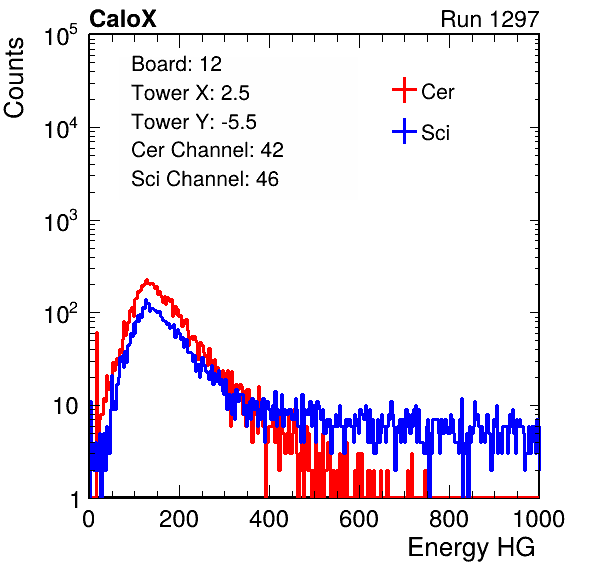 CaloX Run 1297
Counts
10^5
10^4
10^3
10^2
10
1
Board: 12
Tower X: 2.5
Tower Y: -5.5
Cer Channel: 42
Sci Channel: 46
Cer
Sci
0 200 400 600 800 1000
Energy HG